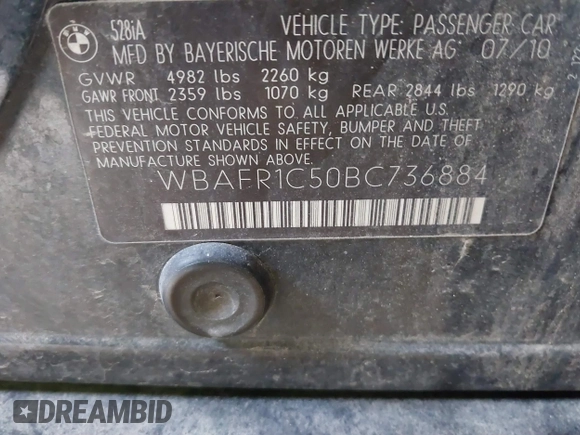 BMW
528iA
VEHICLE TYPE: PASSENGER CAR
MFD BY BAYERISCHE MOTOREN WERKE AG 07/10
GVWR 4982 lbs 2260 kg
GAWR FRONT 2359 lbs 1070 kg REAR 2844 lbs 1290 kg
THIS VEHICLE CONFORMS TO ALL APPLICABLE U.S.
FEDERAL MOTOR VEHICLE SAFETY, BUMPER AND THEFT
PREVENTION STANDARDS IN EFFECT ON THE DATE OF
MANUFACTURE SHOWN ABOVE.
WBAFR1C50BC736884
DREAMBID